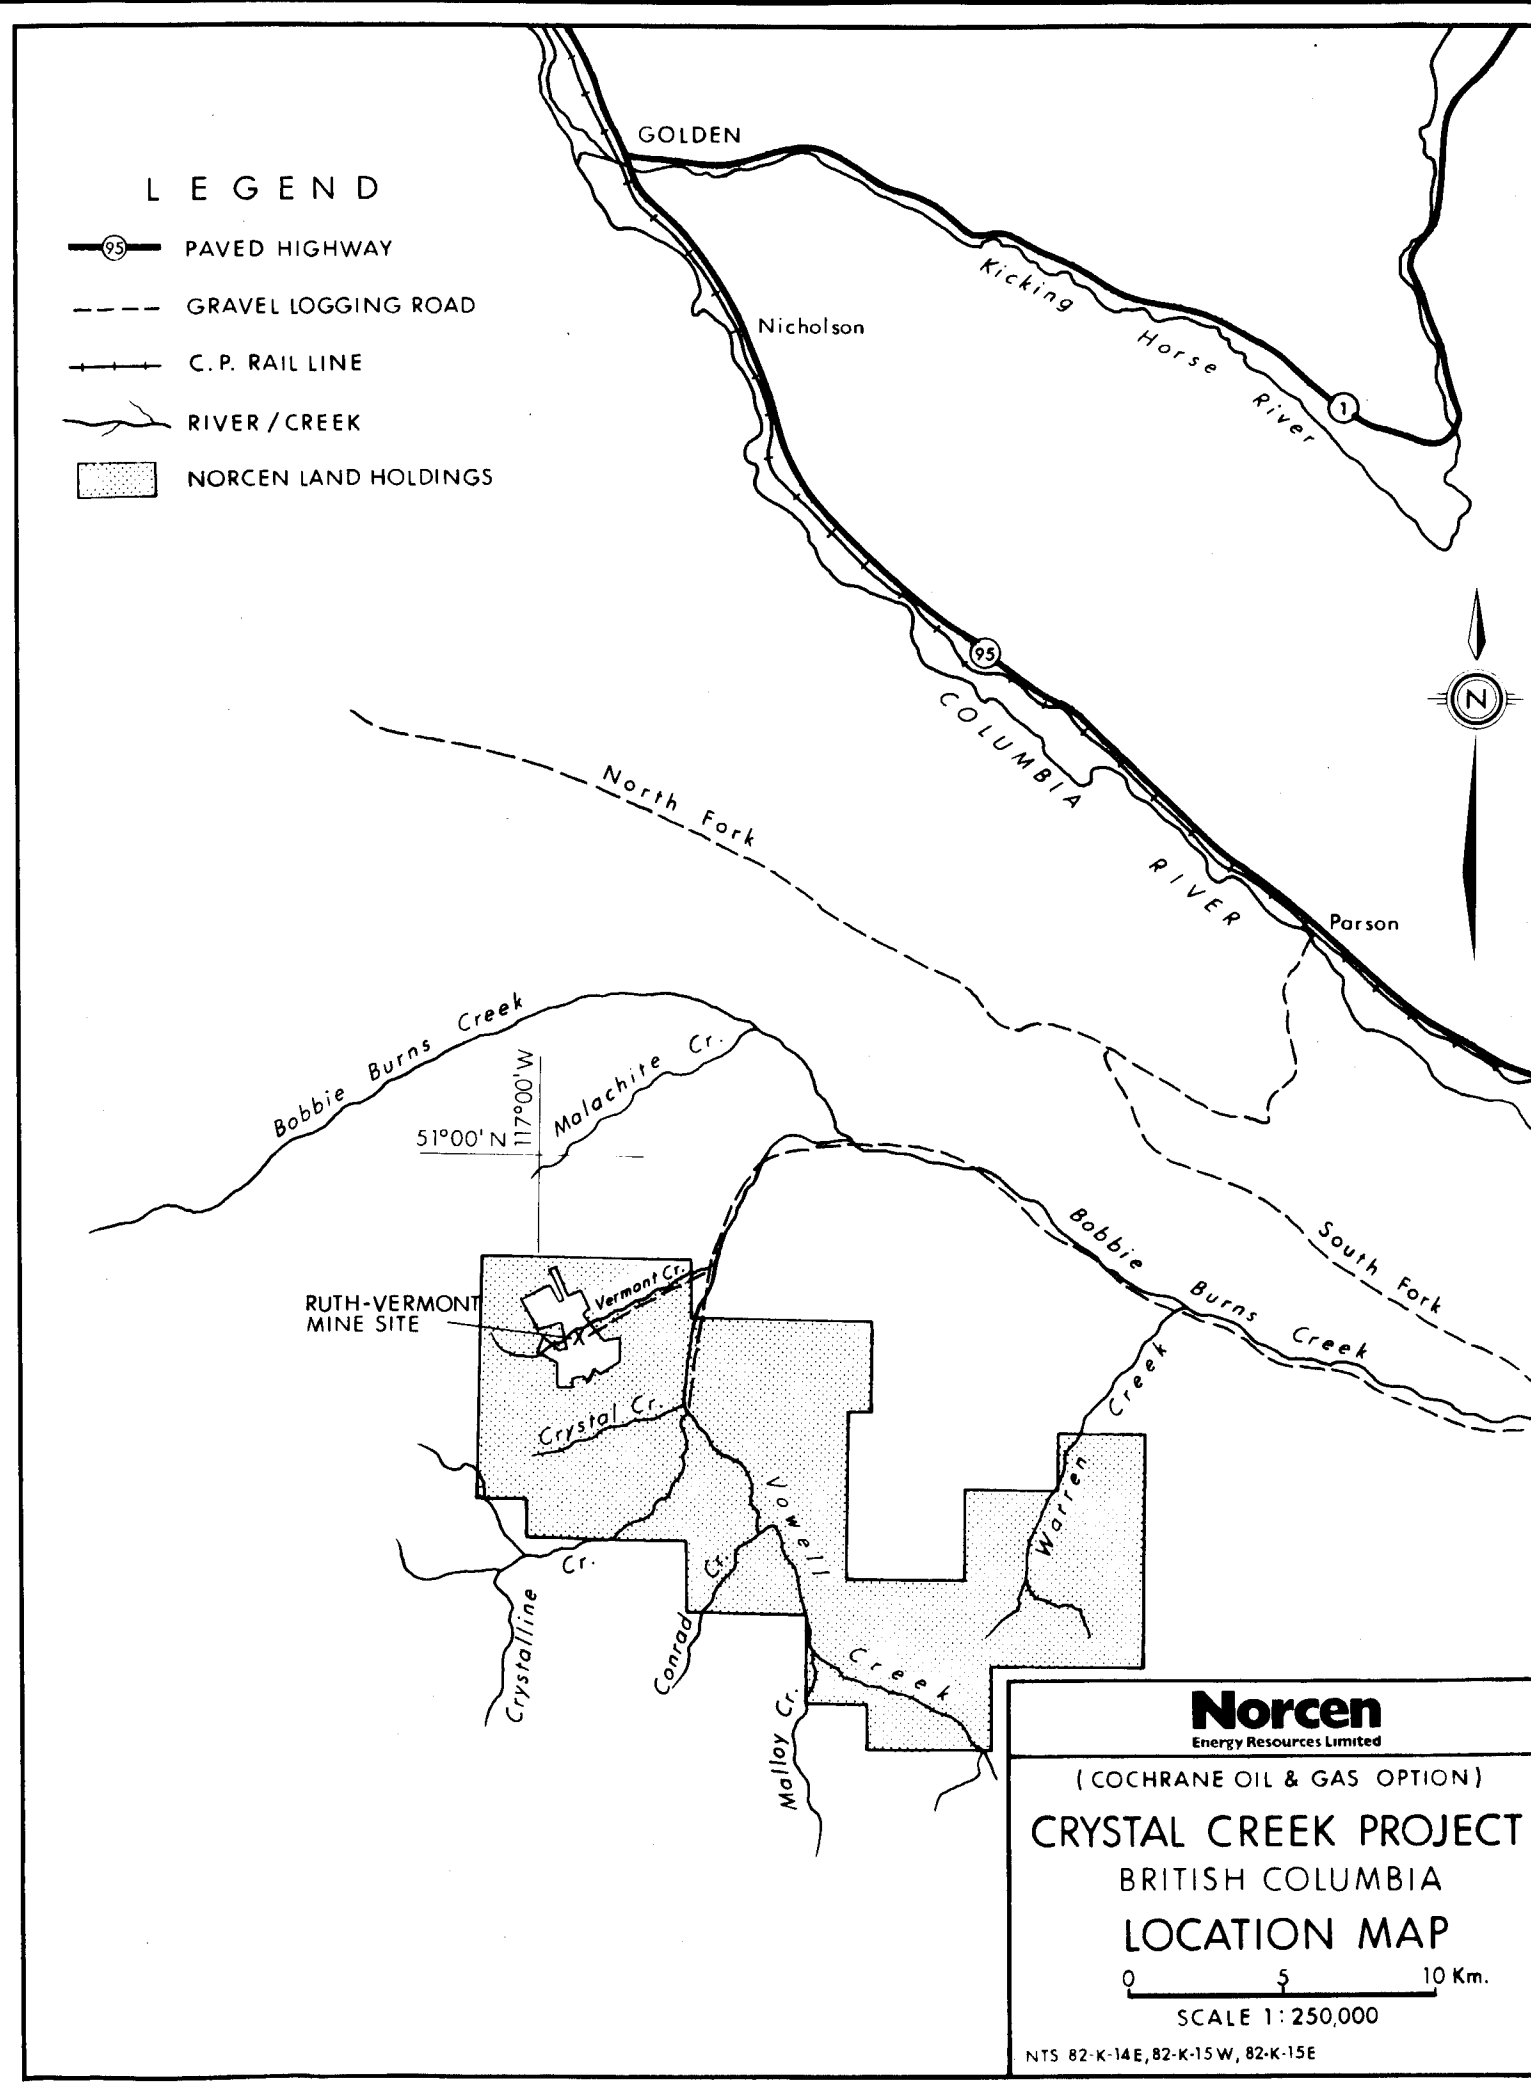 GOLDEN
LEGEND
95 PAVED HIGHWAY
GRAVEL LOGGING ROAD
C.P. RAIL LINE
RIVER/CREEK
NORCEN LAND HOLDINGS
Kicking Horse River
1
Nicholson
95
N
COLUMBIA RIVER
North Fork
Parson
Bobbie Burns Creek
Malachite Cr.
117°00'W
51°00'N
Bobbie Burns Creek
South Fork
RUTH-VERMONT
MINE SITE
Vermont Cr.
X
Crystal Cr.
Vowell Creek
Warren Creek
Crystalline Cr.
Conrad Cr.
Malloy Cr.
Norcen
Energy Resources Limited
(COCHRANE OIL & GAS OPTION)
CRYSTAL CREEK PROJECT
BRITISH COLUMBIA
LOCATION MAP
0 5 10 Km.
SCALE 1:250,000
NTS 82-K-14E, 82-K-15W, 82-K-15E